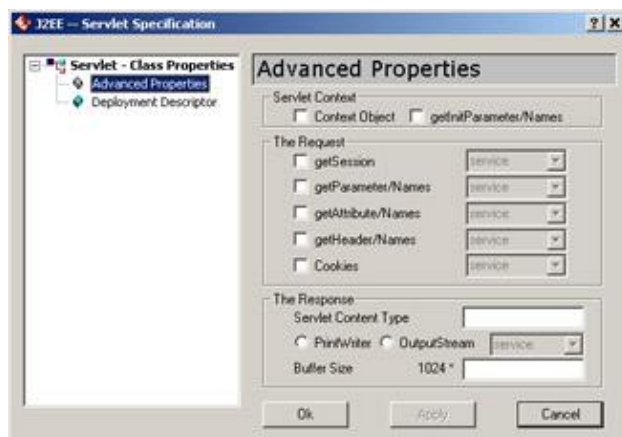 J2EE -- Servlet Specification
Servlet - Class Properties
Advanced Properties
Deployment Descriptor
Advanced Properties
Servlet Context
Context Object getInitParameter/Names
The Request
getSession service
getParameter/Names service
getAttribute/Names service
getHeader/Names service
Cookies service
The Response
Servlet Content Type
PrintWriter OutputStream service
Buffer Size 1024 *
Ok Apply Cancel